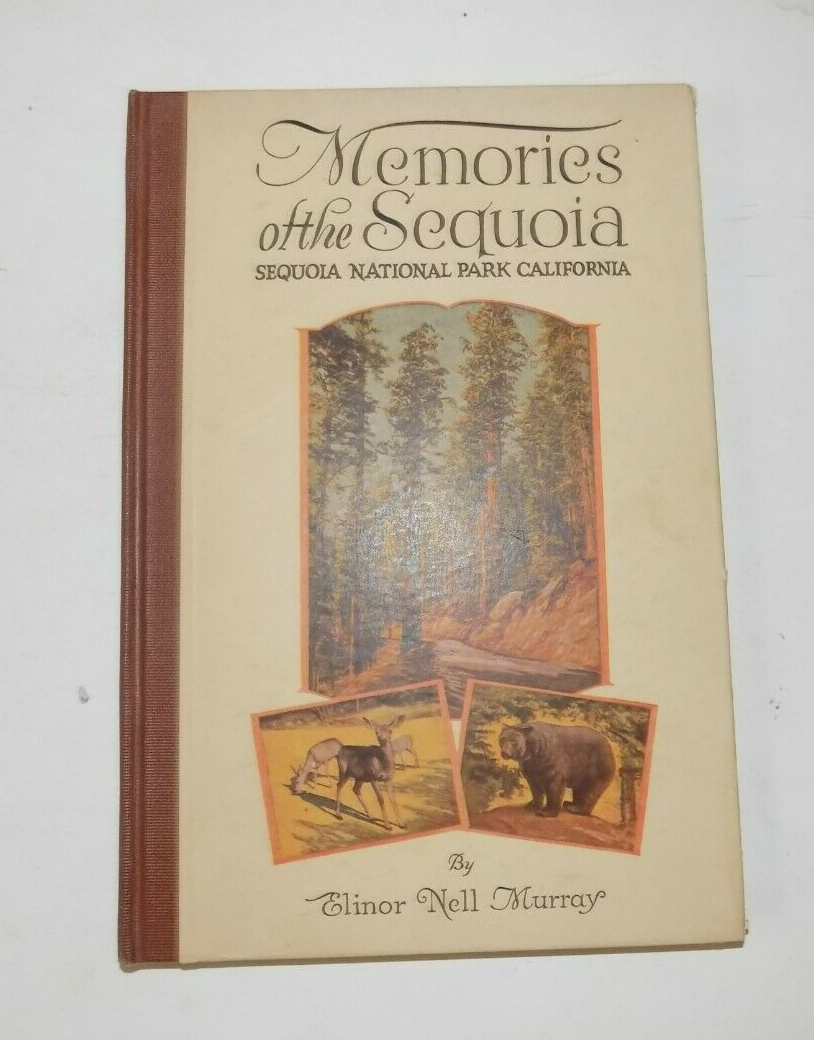 Memories
of the Sequoia
SEQUOIA NATIONAL PARK CALIFORNIA
By
Elinor Nell Murray